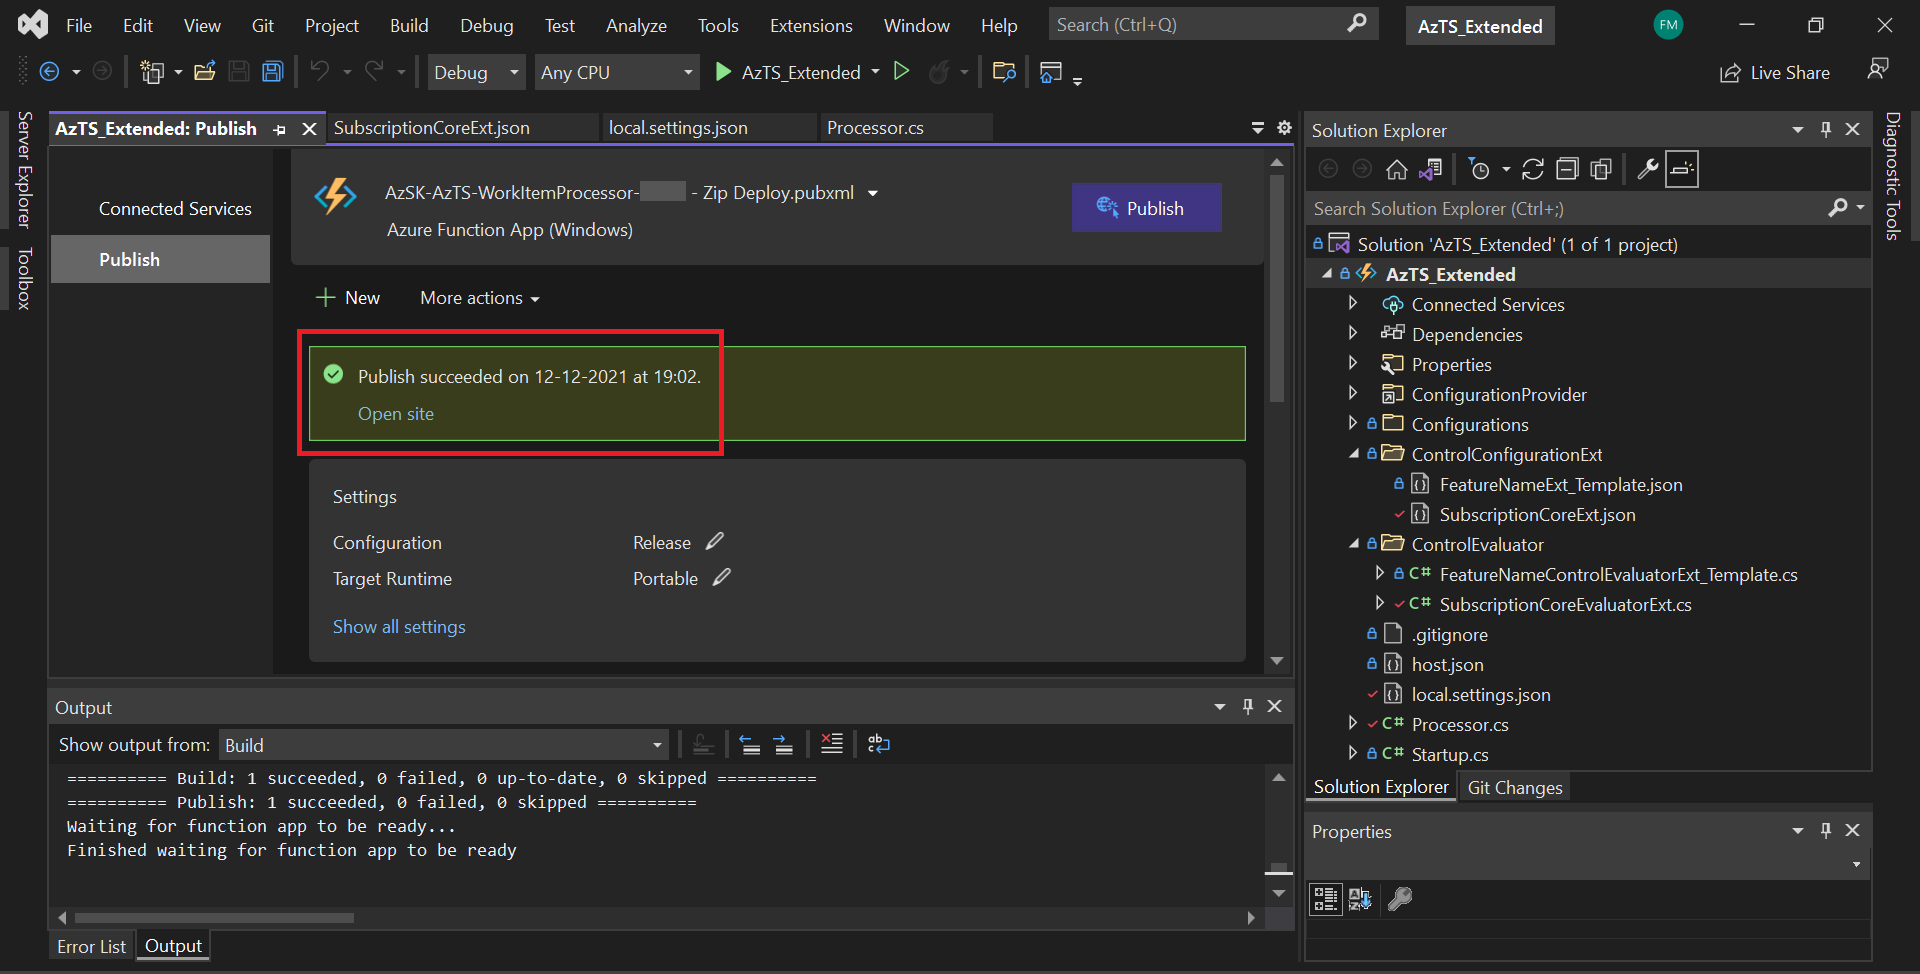 File Edit View Git Project Build Debug Test Analyze Tools Extensions Window Help Search (Ctrl+Q) AzTS_Extended FM
Debug Any CPU AzTS_Extended Live Share
Server Explorer
Toolbox
AzTS_Extended: Publish SubscriptionCoreExt.json local.settings.json Processor.cs
Connected Services
Publish
AzSK-AzTS-WorkItemProcessor- - Zip Deploy.pubxml
Azure Function App (Windows)
Publish
New More actions
Publish succeeded on 12-12-2021 at 19:02.
Open site
Settings
Configuration Release
Target Runtime Portable
Show all settings
Output
Show output from: Build
========== Build: 1 succeeded, 0 failed, 0 up-to-date, 0 skipped ==========
========== Publish: 1 succeeded, 0 failed, 0 skipped ==========
Waiting for function app to be ready...
Finished waiting for function app to be ready
Error List Output
Solution Explorer
Search Solution Explorer (Ctrl+;)
Solution 'AzTS_Extended' (1 of 1 project)
AzTS_Extended
Connected Services
Dependencies
Properties
ConfigurationProvider
Configurations
ControlConfigurationExt
FeatureNameExt_Template.json
SubscriptionCoreExt.json
ControlEvaluator
C# FeatureNameControlEvaluatorExt_Template.cs
C# SubscriptionCoreEvaluatorExt.cs
.gitignore
host.json
local.settings.json
C# Processor.cs
C# Startup.cs
Solution Explorer Git Changes
Properties
Diagnostic Tools